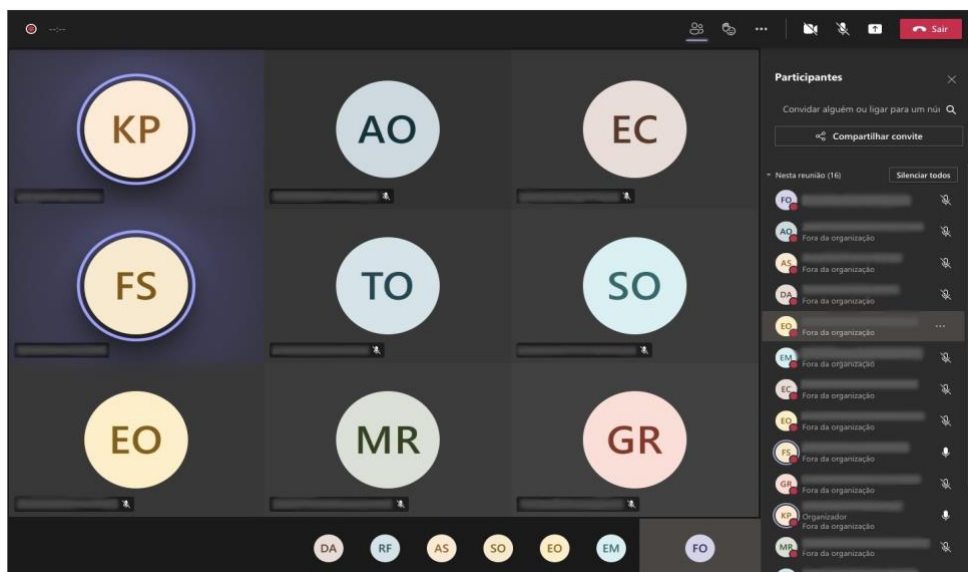 --:--
Sair
KP
AO
EC
FS
TO
SO
EO
MR
GR
DA RF AS SO EO EM FO
Participantes
Convidar alguém ou ligar para um núı
Compartilhar convite
Nesta reunião (16) Silenciar todos
FO
AO
Fora da organização
AS
Fora da organização
DA
Fora da organização
EO
Fora da organização
EM
Fora da organização
EC
Fora da organização
EO
Fora da organização
FS
Fora da organização
GR
Fora da organização
KP
Organizador
Fora da organização
MR
Fora da organização